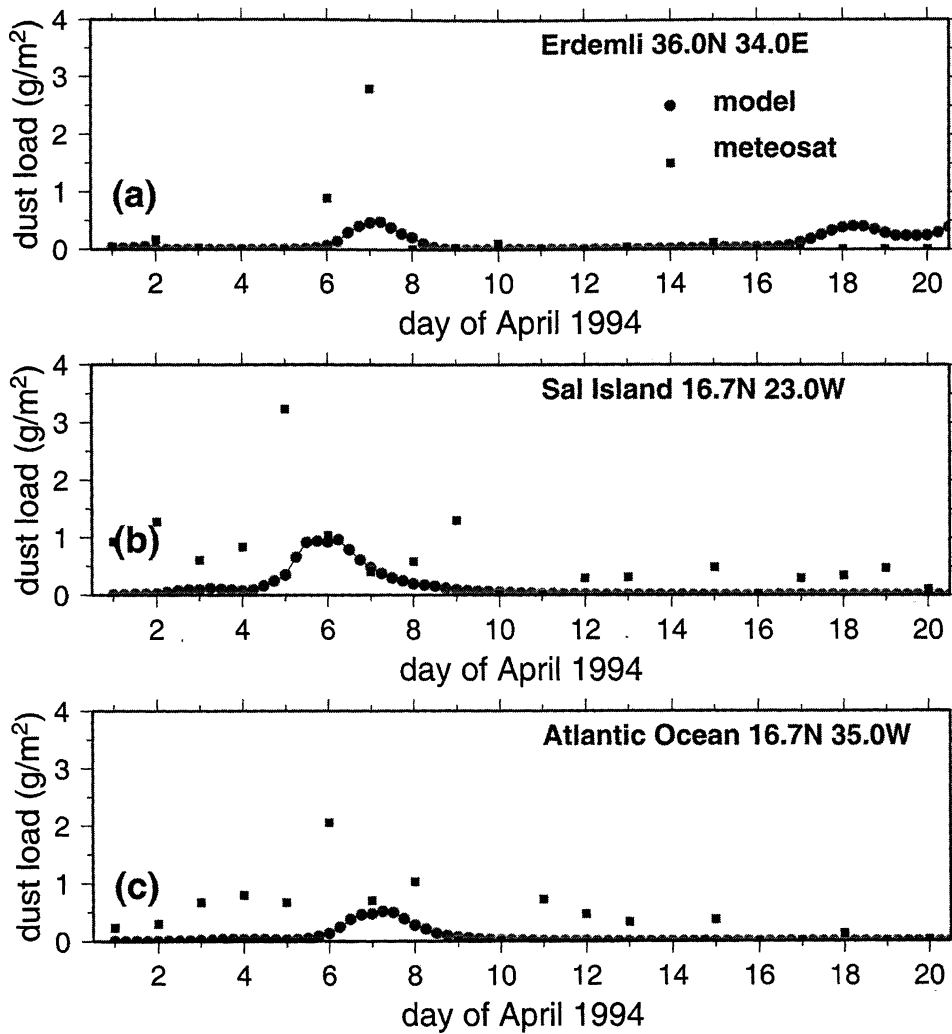 4
Erdemli 36.0N 34.0E
3
model
2
meteosat
1
(a)
0
dust load (g/m²)
2 4 6 8 10 12 14 16 18 20
day of April 1994
4
Sal Island 16.7N 23.0W
3
2
1
(b)
0
dust load (g/m²)
2 4 6 8 10 12 14 16 18 20
day of April 1994
4
Atlantic Ocean 16.7N 35.0W
3
2
1
(c)
0
dust load (g/m²)
2 4 6 8 10 12 14 16 18 20
day of April 1994